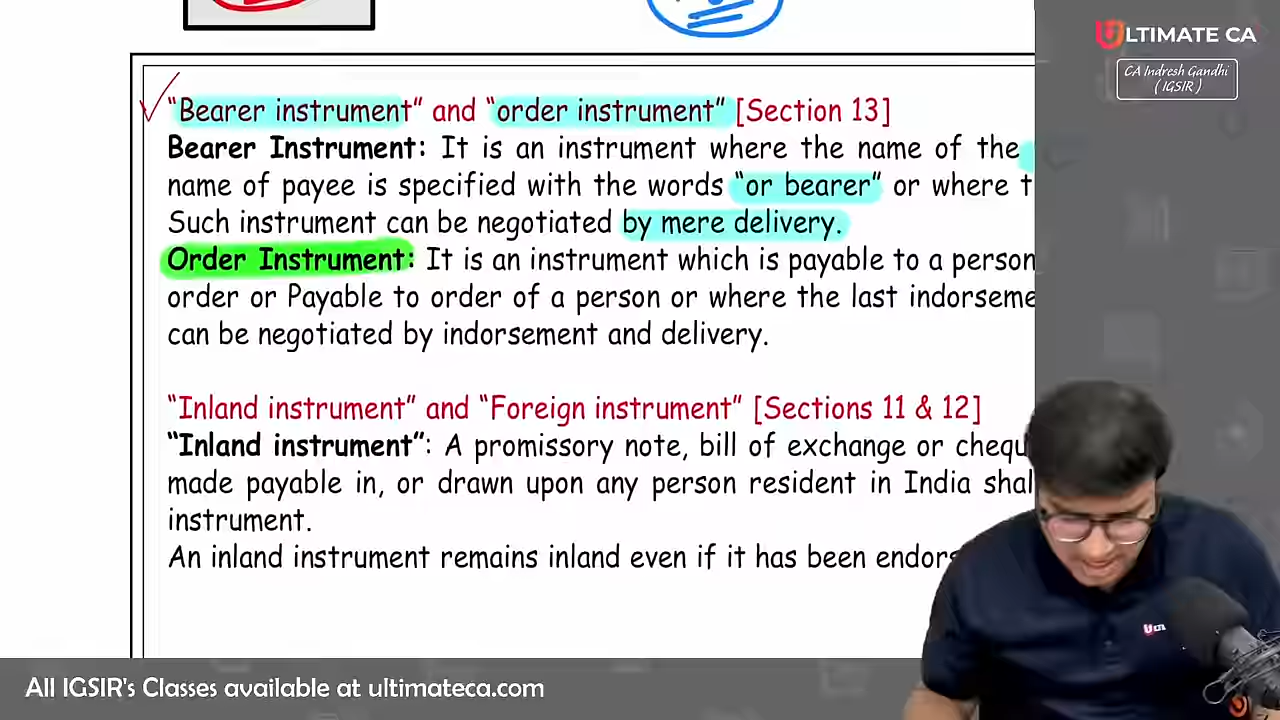 ULTIMATE CA
CA Indresh Gandhi
( IGSIR )
“Bearer instrument” and “order instrument” [Section 13]
Bearer Instrument: It is an instrument where the name of the
name of payee is specified with the words “or bearer” or where
Such instrument can be negotiated by mere delivery.
Order Instrument: It is an instrument which is payable to a person
order or Payable to order of a person or where the last
can be negotiated by indorsement and delivery.
“Inland instrument” and “Foreign instrument” [Sections 11 & 12]
“Inland instrument”: A promissory note, bill of exchange or
made payable in, or drawn upon any person resident in India
instrument.
An inland instrument remains inland even if it has been
All IGSIR's Classes available at ultimateca.com